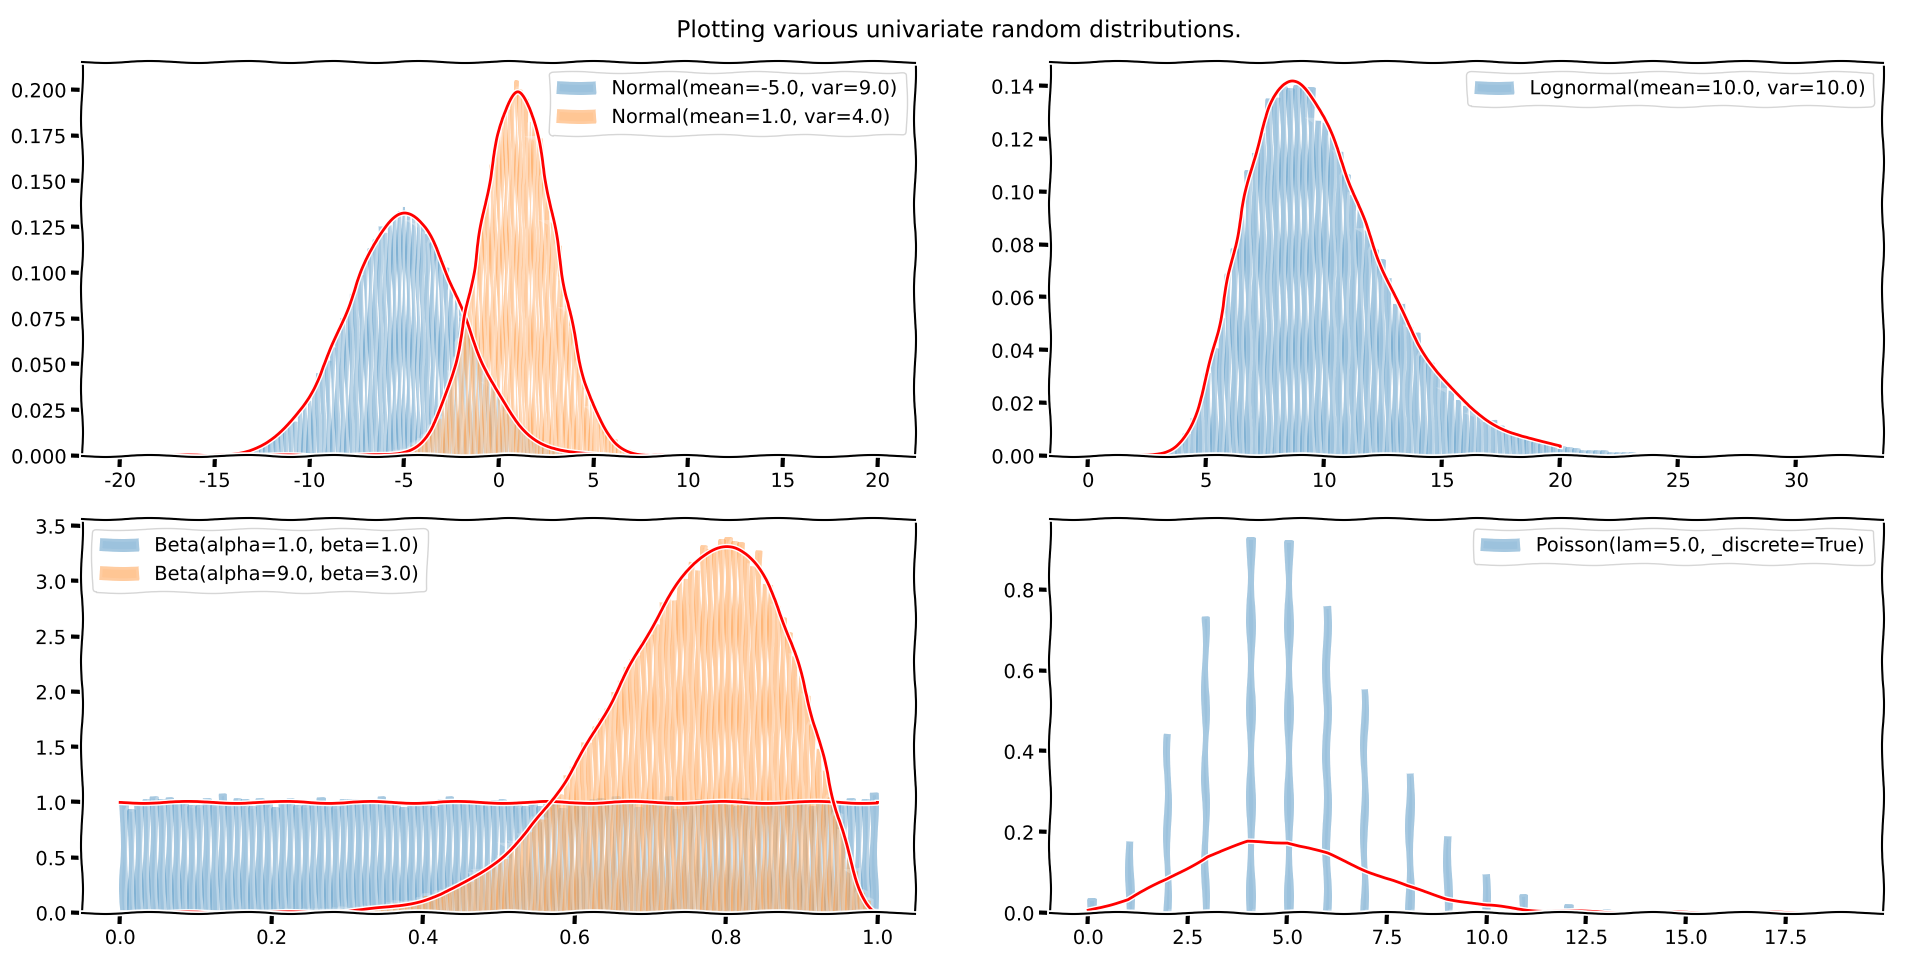 Plotting various univariate random distributions.
Normal(mean=-5.0, var=9.0)
Normal(mean=1.0, var=4.0)
0.200
0.175
0.150
0.125
0.100
0.075
0.050
0.025
0.000
-20 -15 -10 -5 0 5 10 15 20
Lognormal(mean=10.0, var=10.0)
0.14
0.12
0.10
0.08
0.06
0.04
0.02
0.00
0 5 10 15 20 25 30
Beta(alpha=1.0, beta=1.0)
Beta(alpha=9.0, beta=3.0)
3.5
3.0
2.5
2.0
1.5
1.0
0.5
0.0
0.0 0.2 0.4 0.6 0.8 1.0
Poisson(lam=5.0, _discrete=True)
0.8
0.6
0.4
0.2
0.0
0.0 2.5 5.0 7.5 10.0 12.5 15.0 17.5